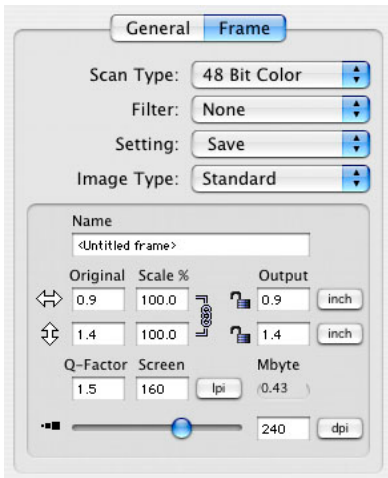 General Frame
Scan Type: 48 Bit Color
Filter: None
Setting: Save
Image Type: Standard
Name
<Untitled frame>
Original Scale % Output
0.9 100.0 0.9 inch
1.4 100.0 1.4 inch
Q-Factor Screen Mbyte
1.5 160 lpi 0.43
240 dpi